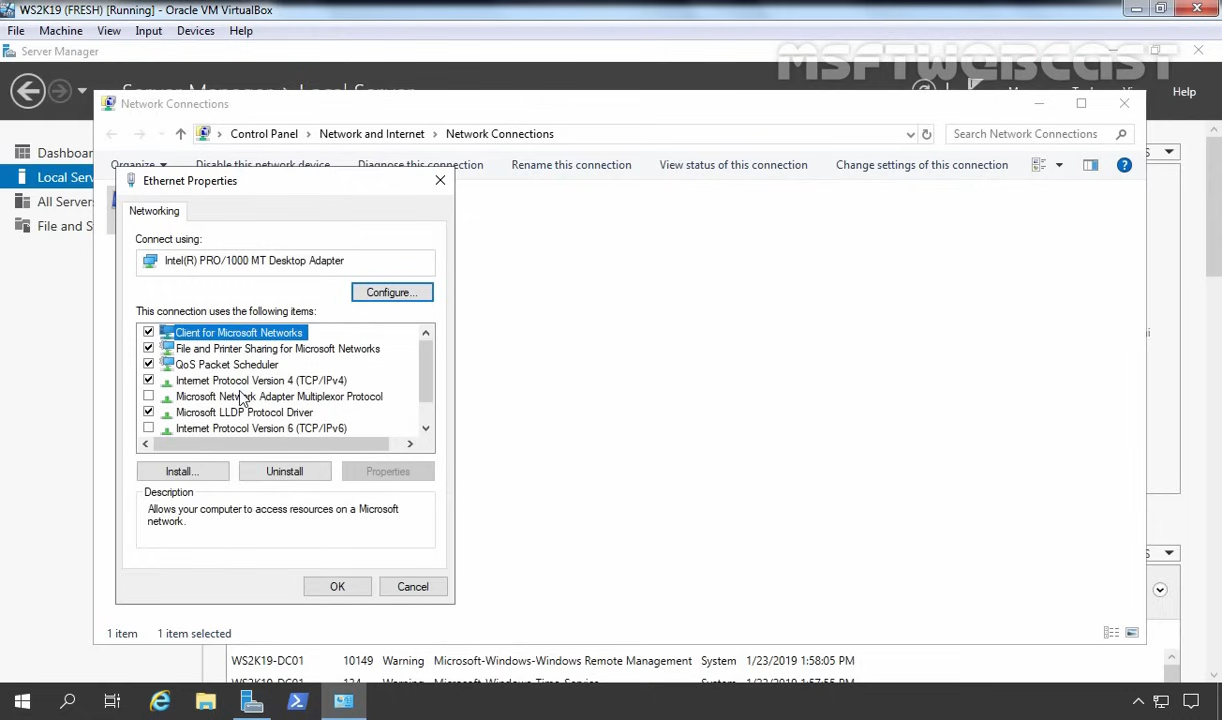 WS2K19 (FRESH) [Running] - Oracle VM VirtualBox
File Machine View Input Devices Help
Server Manager
MSFTWEBCAST
Help
Network Connections
Control Panel › Network and Internet › Network Connections
Search Network Connections
Organize Disable this network device Diagnose this connection Rename this connection View status of this connection Change settings of this connection
Dashboar
Local Serv
All Servers
File and S
Ethernet Properties
Networking
Connect using:
Intel(R) PRO/1000 MT Desktop Adapter
Configure...
This connection uses the following items:
Client for Microsoft Networks
File and Printer Sharing for Microsoft Networks
QoS Packet Scheduler
Internet Protocol Version 4 (TCP/IPv4)
Microsoft Network Adapter Multiplexor Protocol
Microsoft LLDP Protocol Driver
Internet Protocol Version 6 (TCP/IPv6)
Install... Uninstall Properties
Description
Allows your computer to access resources on a Microsoft
network.
OK Cancel
1 item 1 item selected
WS2K19-DC01 10149 Warning Microsoft-Windows-Windows Remote Management System 1/23/2019 1:58:05 PM